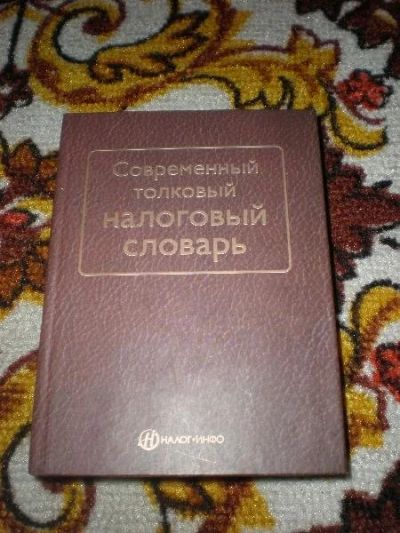 Современный
толковый
налоговый
словарь
НАЛОГ•ИНФО